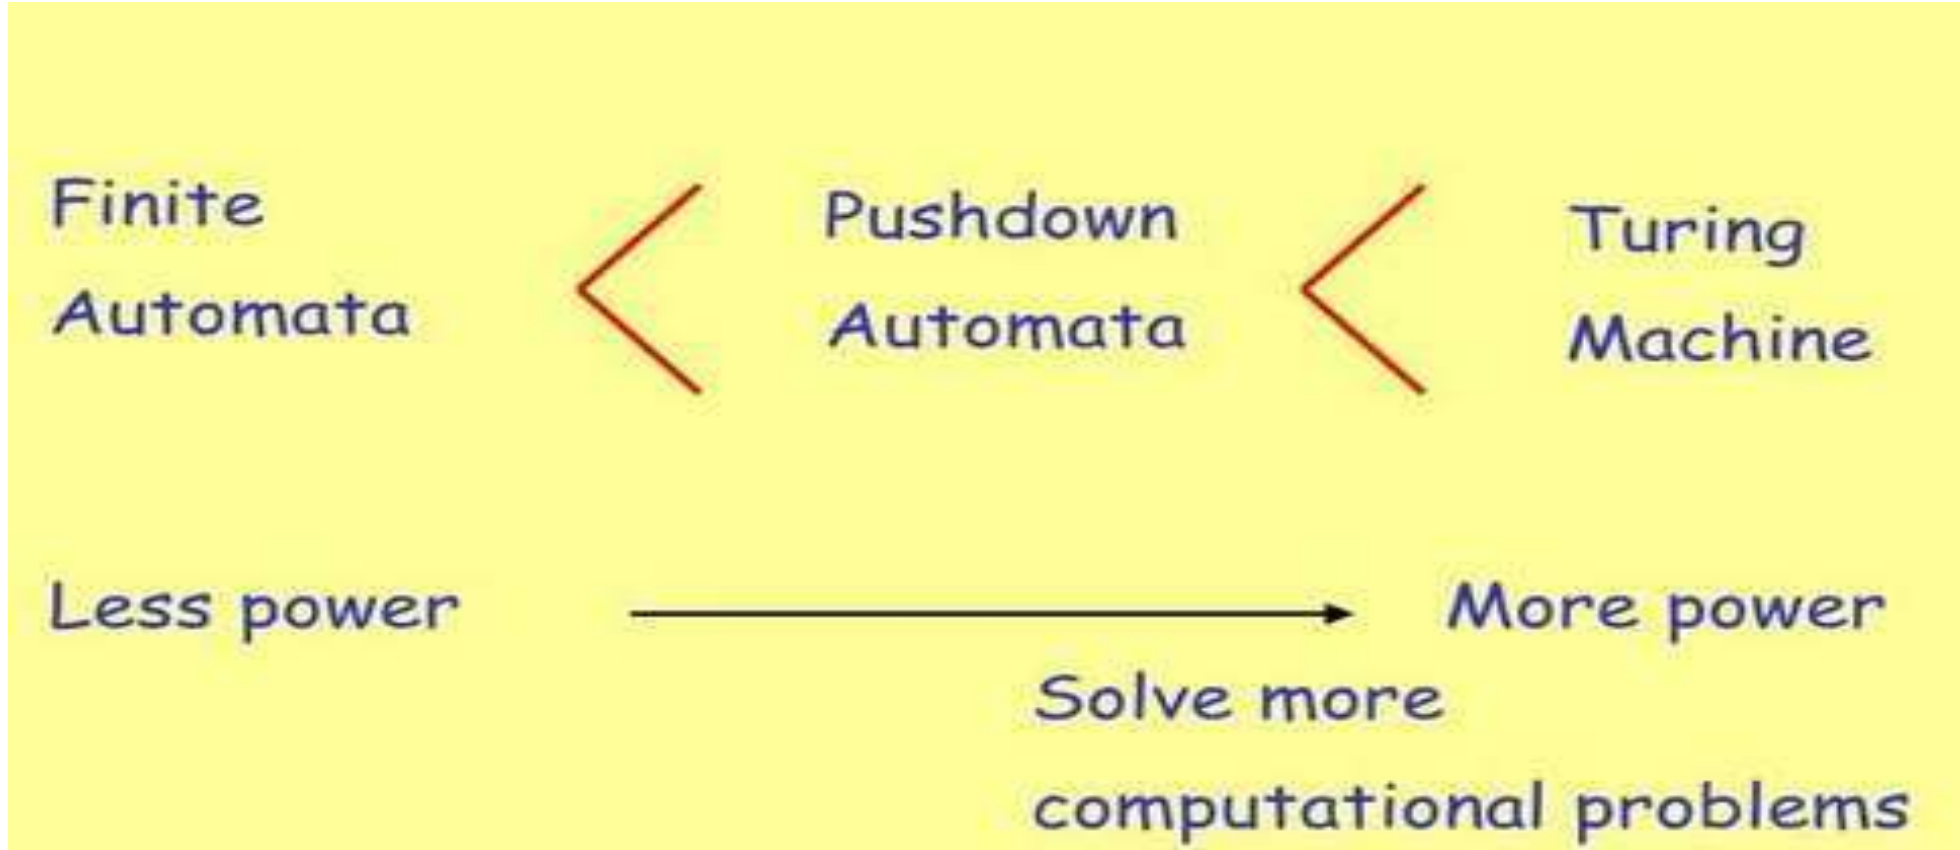 Finite
Automata
<
Pushdown
Automata
<
Turing
Machine
Less power
More power
Solve more
computational problems